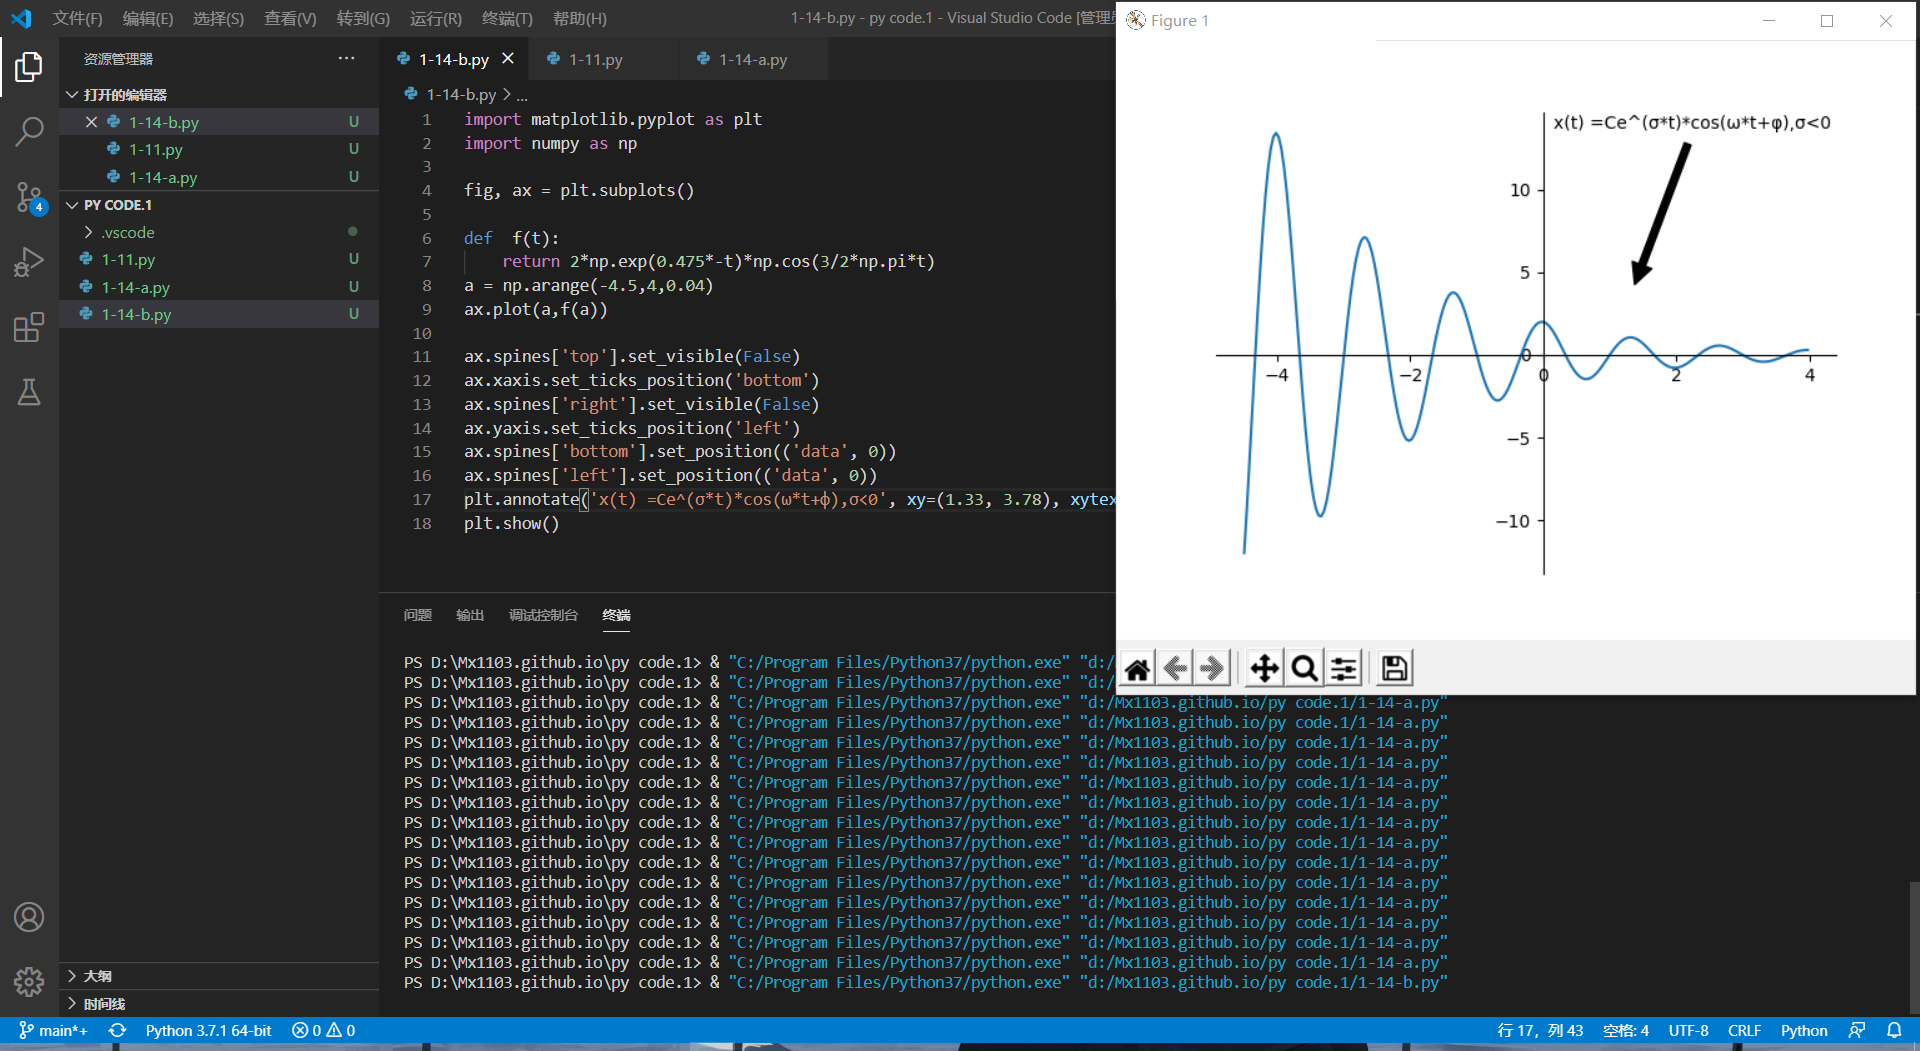 文件(F) 编辑(E) 选择(S) 查看(V) 转到(G) 运行(R) 终端(T) 帮助(H)
1-14-b.py - py code.1 - Visual Studio Code [管理员
资源管理器
打开的编辑器
1-14-b.py U
1-11.py U
1-14-a.py U
PY CODE.1
.vscode
1-11.py U
1-14-a.py U
1-14-b.py U
4
大纲
时间线
1-14-b.py 1-11.py 1-14-a.py
1-14-b.py > ...
1 import matplotlib.pyplot as plt
2 import numpy as np
3
4 fig, ax = plt.subplots()
5
6 def  f(t):
7     return 2*np.exp(0.475*-t)*np.cos(3/2*np.pi*t)
8 a = np.arange(-4.5,4,0.04)
9 ax.plot(a,f(a))
10
11 ax.spines['top'].set_visible(False)
12 ax.xaxis.set_ticks_position('bottom')
13 ax.spines['right'].set_visible(False)
14 ax.yaxis.set_ticks_position('left')
15 ax.spines['bottom'].set_position(('data', 0))
16 ax.spines['left'].set_position(('data', 0))
17 plt.annotate('x(t) =Ce^(σ*t)*cos(ω*t+φ),σ<0', xy=(1.33, 3.78), xytex
18 plt.show()
问题 输出 调试控制台 终端
PS D:\Mx1103.github.io\py code.1> & "C:/Program Files/Python37/python.exe" "d:/
PS D:\Mx1103.github.io\py code.1> & "C:/Program Files/Python37/python.exe" "d:/
PS D:\Mx1103.github.io\py code.1> & "C:/Program Files/Python37/python.exe" "d:/Mx1103.github.io/py code.1/1-14-a.py"
PS D:\Mx1103.github.io\py code.1> & "C:/Program Files/Python37/python.exe" "d:/Mx1103.github.io/py code.1/1-14-a.py"
PS D:\Mx1103.github.io\py code.1> & "C:/Program Files/Python37/python.exe" "d:/Mx1103.github.io/py code.1/1-14-a.py"
PS D:\Mx1103.github.io\py code.1> & "C:/Program Files/Python37/python.exe" "d:/Mx1103.github.io/py code.1/1-14-a.py"
PS D:\Mx1103.github.io\py code.1> & "C:/Program Files/Python37/python.exe" "d:/Mx1103.github.io/py code.1/1-14-a.py"
PS D:\Mx1103.github.io\py code.1> & "C:/Program Files/Python37/python.exe" "d:/Mx1103.github.io/py code.1/1-14-a.py"
PS D:\Mx1103.github.io\py code.1> & "C:/Program Files/Python37/python.exe" "d:/Mx1103.github.io/py code.1/1-14-a.py"
PS D:\Mx1103.github.io\py code.1> & "C:/Program Files/Python37/python.exe" "d:/Mx1103.github.io/py code.1/1-14-a.py"
PS D:\Mx1103.github.io\py code.1> & "C:/Program Files/Python37/python.exe" "d:/Mx1103.github.io/py code.1/1-14-a.py"
PS D:\Mx1103.github.io\py code.1> & "C:/Program Files/Python37/python.exe" "d:/Mx1103.github.io/py code.1/1-14-a.py"
PS D:\Mx1103.github.io\py code.1> & "C:/Program Files/Python37/python.exe" "d:/Mx1103.github.io/py code.1/1-14-a.py"
PS D:\Mx1103.github.io\py code.1> & "C:/Program Files/Python37/python.exe" "d:/Mx1103.github.io/py code.1/1-14-a.py"
PS D:\Mx1103.github.io\py code.1> & "C:/Program Files/Python37/python.exe" "d:/Mx1103.github.io/py code.1/1-14-a.py"
PS D:\Mx1103.github.io\py code.1> & "C:/Program Files/Python37/python.exe" "d:/Mx1103.github.io/py code.1/1-14-a.py"
PS D:\Mx1103.github.io\py code.1> & "C:/Program Files/Python37/python.exe" "d:/Mx1103.github.io/py code.1/1-14-b.py"
Figure 1
x(t) =Ce^(σ*t)*cos(ω*t+φ),σ<0
10
5
0
−4 −2 0 2 4
−5
−10
main*+ Python 3.7.1 64-bit 0 0 行 17，列 43 空格: 4 UTF-8 CRLF Python